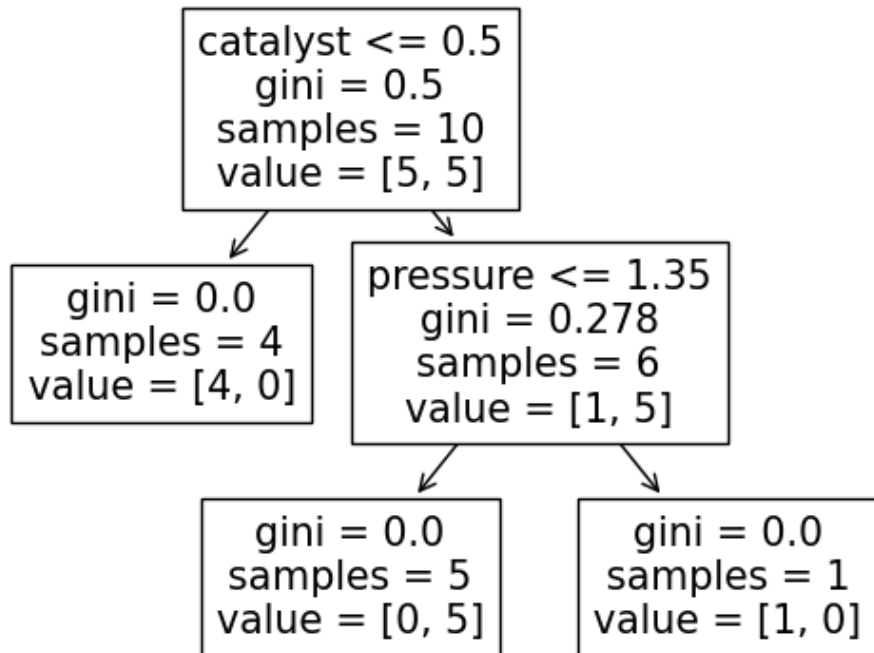 catalyst <= 0.5
gini = 0.5
samples = 10
value = [5, 5]
gini = 0.0
samples = 4
value = [4, 0]
pressure <= 1.35
gini = 0.278
samples = 6
value = [1, 5]
gini = 0.0
samples = 5
value = [0, 5]
gini = 0.0
samples = 1
value = [1, 0]